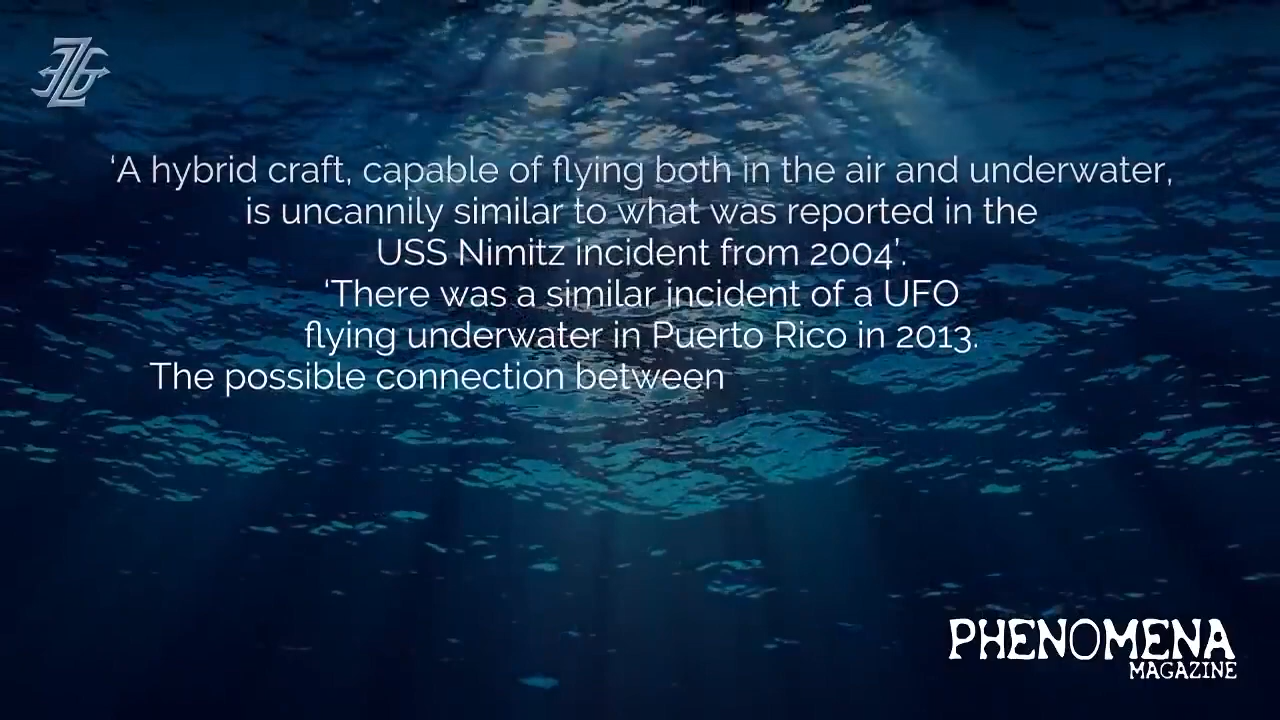 ‘A hybrid craft, capable of flying both in the air and underwater,
is uncannily similar to what was reported in the
USS Nimitz incident from 2004’.
‘There was a similar incident of a UFO
flying underwater in Puerto Rico in 2013.
The possible connection between
PHENOMENA
MAGAZINE